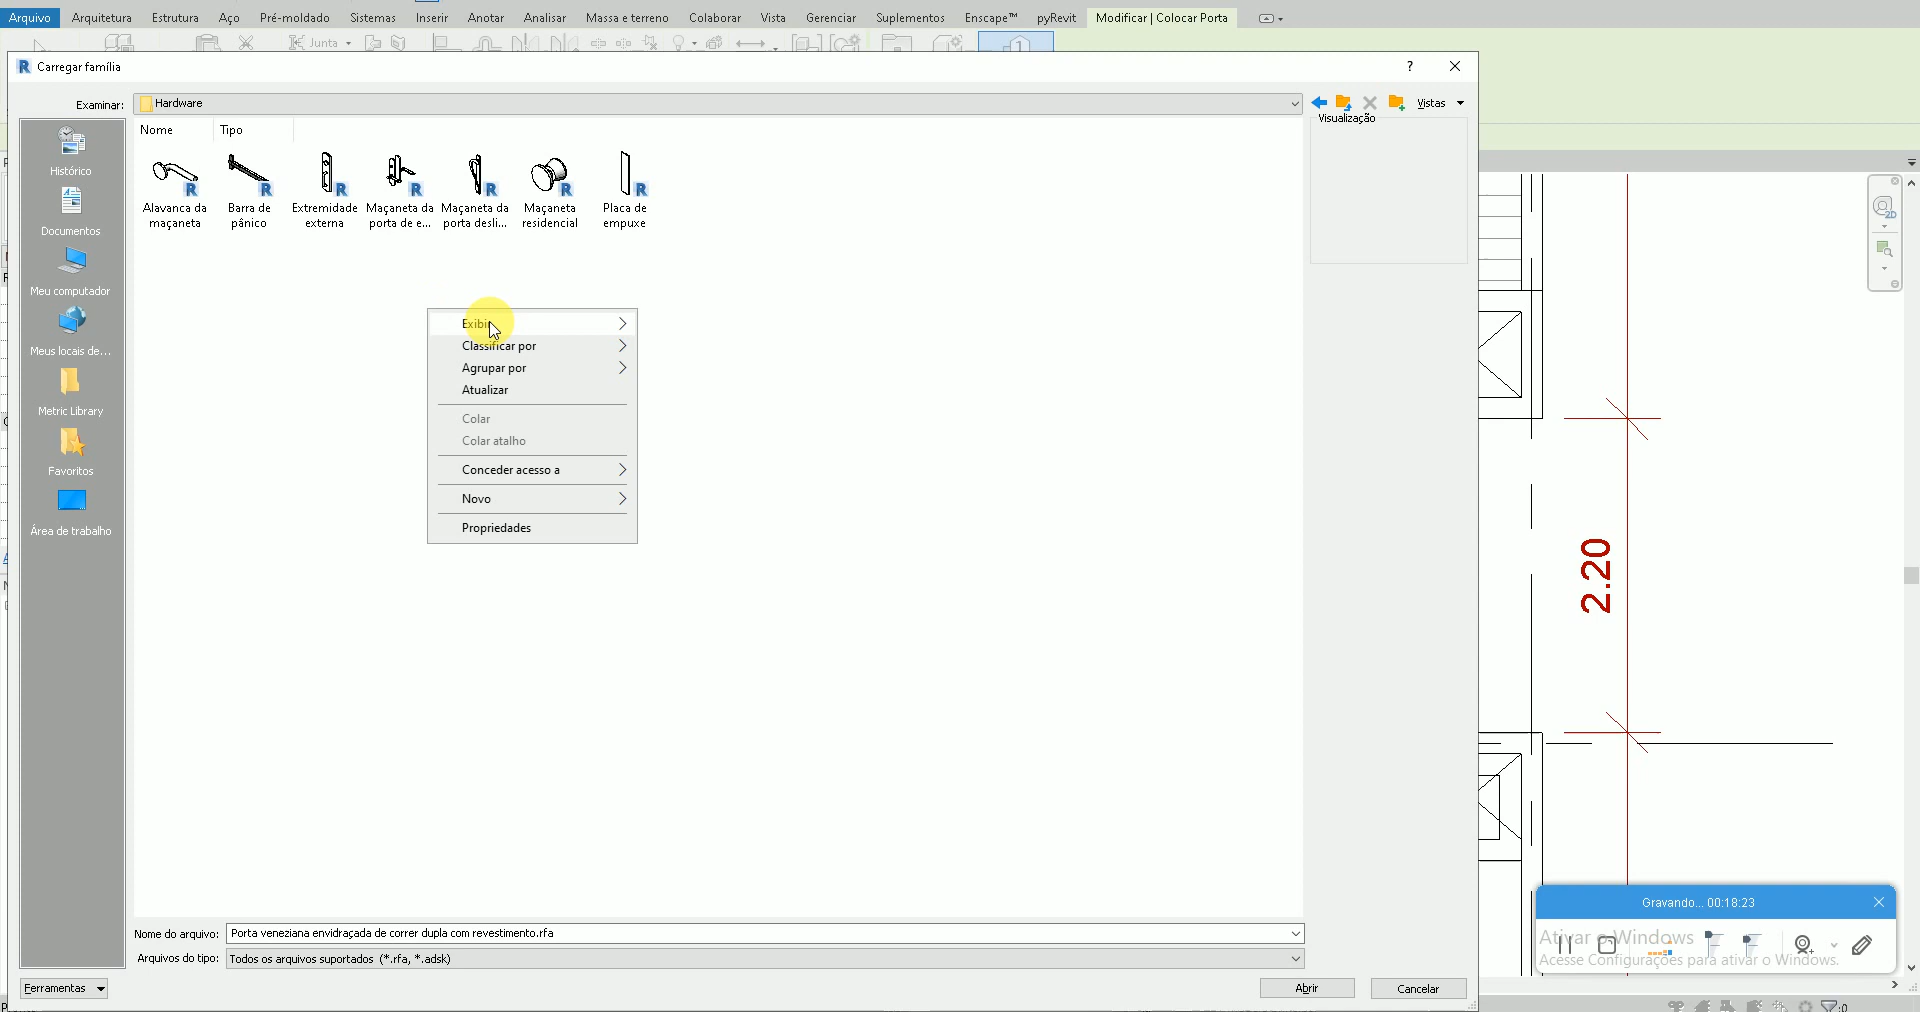 Arquivo Arquitetura Estrutura Aço Pré-moldado Sistemas Inserir Anotar Analisar Massa e terreno Colaborar Vista Gerenciar Suplementos Enscape™ pyRevit Modificar | Colocar Porta
Junta
Carregar família
Examinar: Hardware Vistas
Visualização
Nome Tipo
Histórico
Documentos
Meu computador
Meus locais de...
Metric Library
Favoritos
Área de trabalho
Alavanca da maçaneta
Barra de pânico
Extremidade externa
Maçaneta da porta de e...
Maçaneta da porta desli...
Maçaneta residencial
Placa de empuxe
Exibir
Classificar por
Agrupar por
Atualizar
Colar
Colar atalho
Conceder acesso a
Novo
Propriedades
2D
2.20
Nome do arquivo: Porta veneziana envidraçada de correr dupla com revestimento.rfa
Arquivos do tipo: Todos os arquivos suportados (*.rfa, *.adsk)
Ferramentas
Abrir
Cancelar
Gravando... 00:18:23
Ativar o Windows
Acesse Configurações para ativar o Windows.
:0